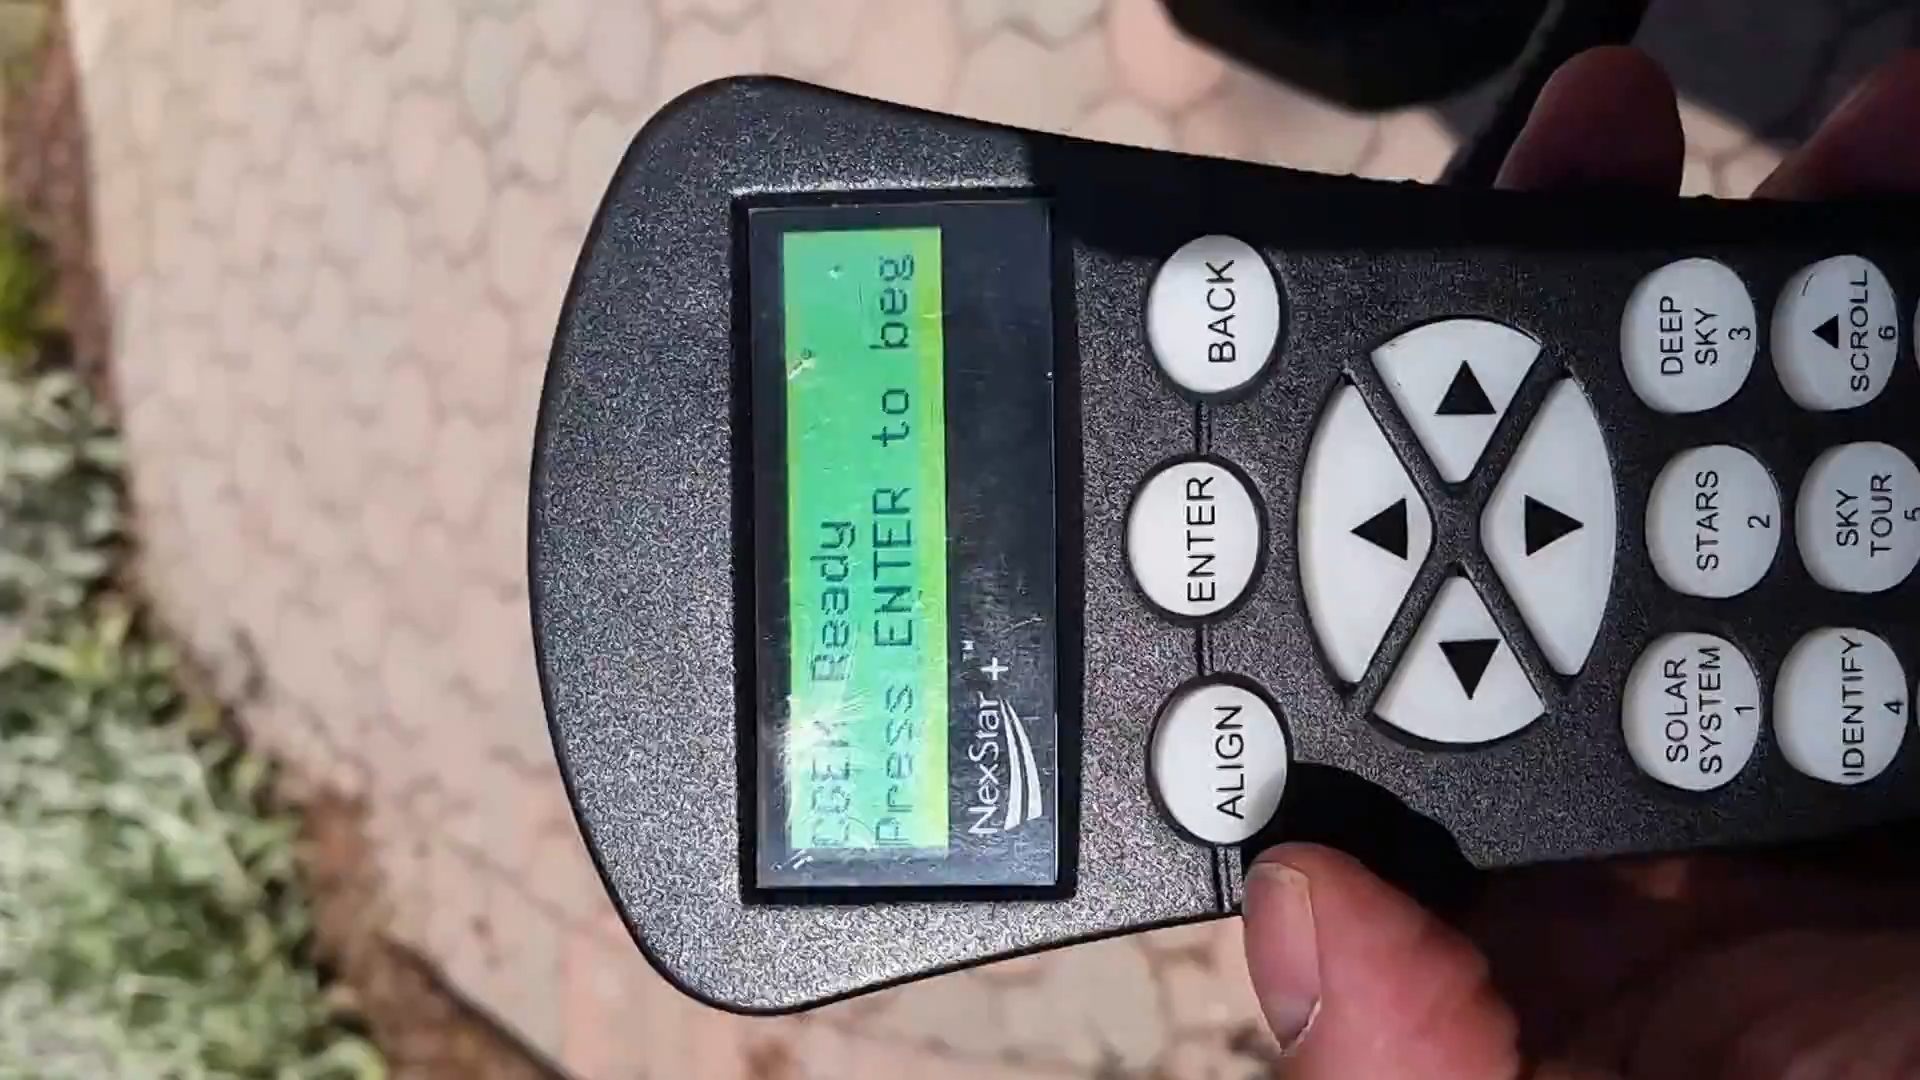 CGEM Ready
Press ENTER to beg
NexStar+™
ALIGN
ENTER
BACK
SOLAR
SYSTEM
1
STARS
2
DEEP
SKY
3
IDENTIFY
4
SKY
TOUR
5
SCROLL
6